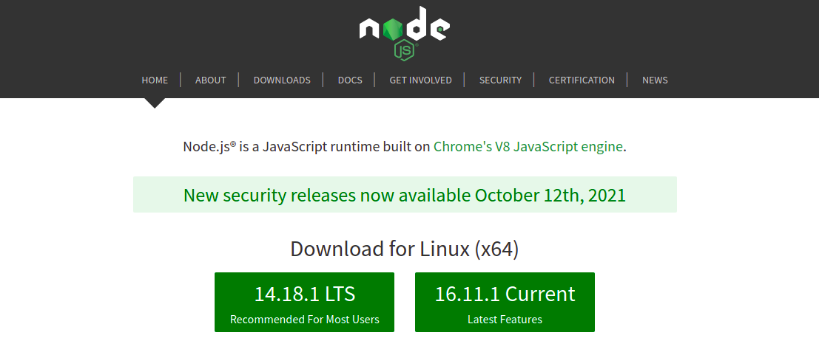 node
JS
HOME | ABOUT | DOWNLOADS | DOCS | GET INVOLVED | SECURITY | CERTIFICATION | NEWS
Node.js® is a JavaScript runtime built on Chrome's V8 JavaScript engine.
New security releases now available October 12th, 2021
Download for Linux (x64)
14.18.1 LTS
Recommended For Most Users
16.11.1 Current
Latest Features